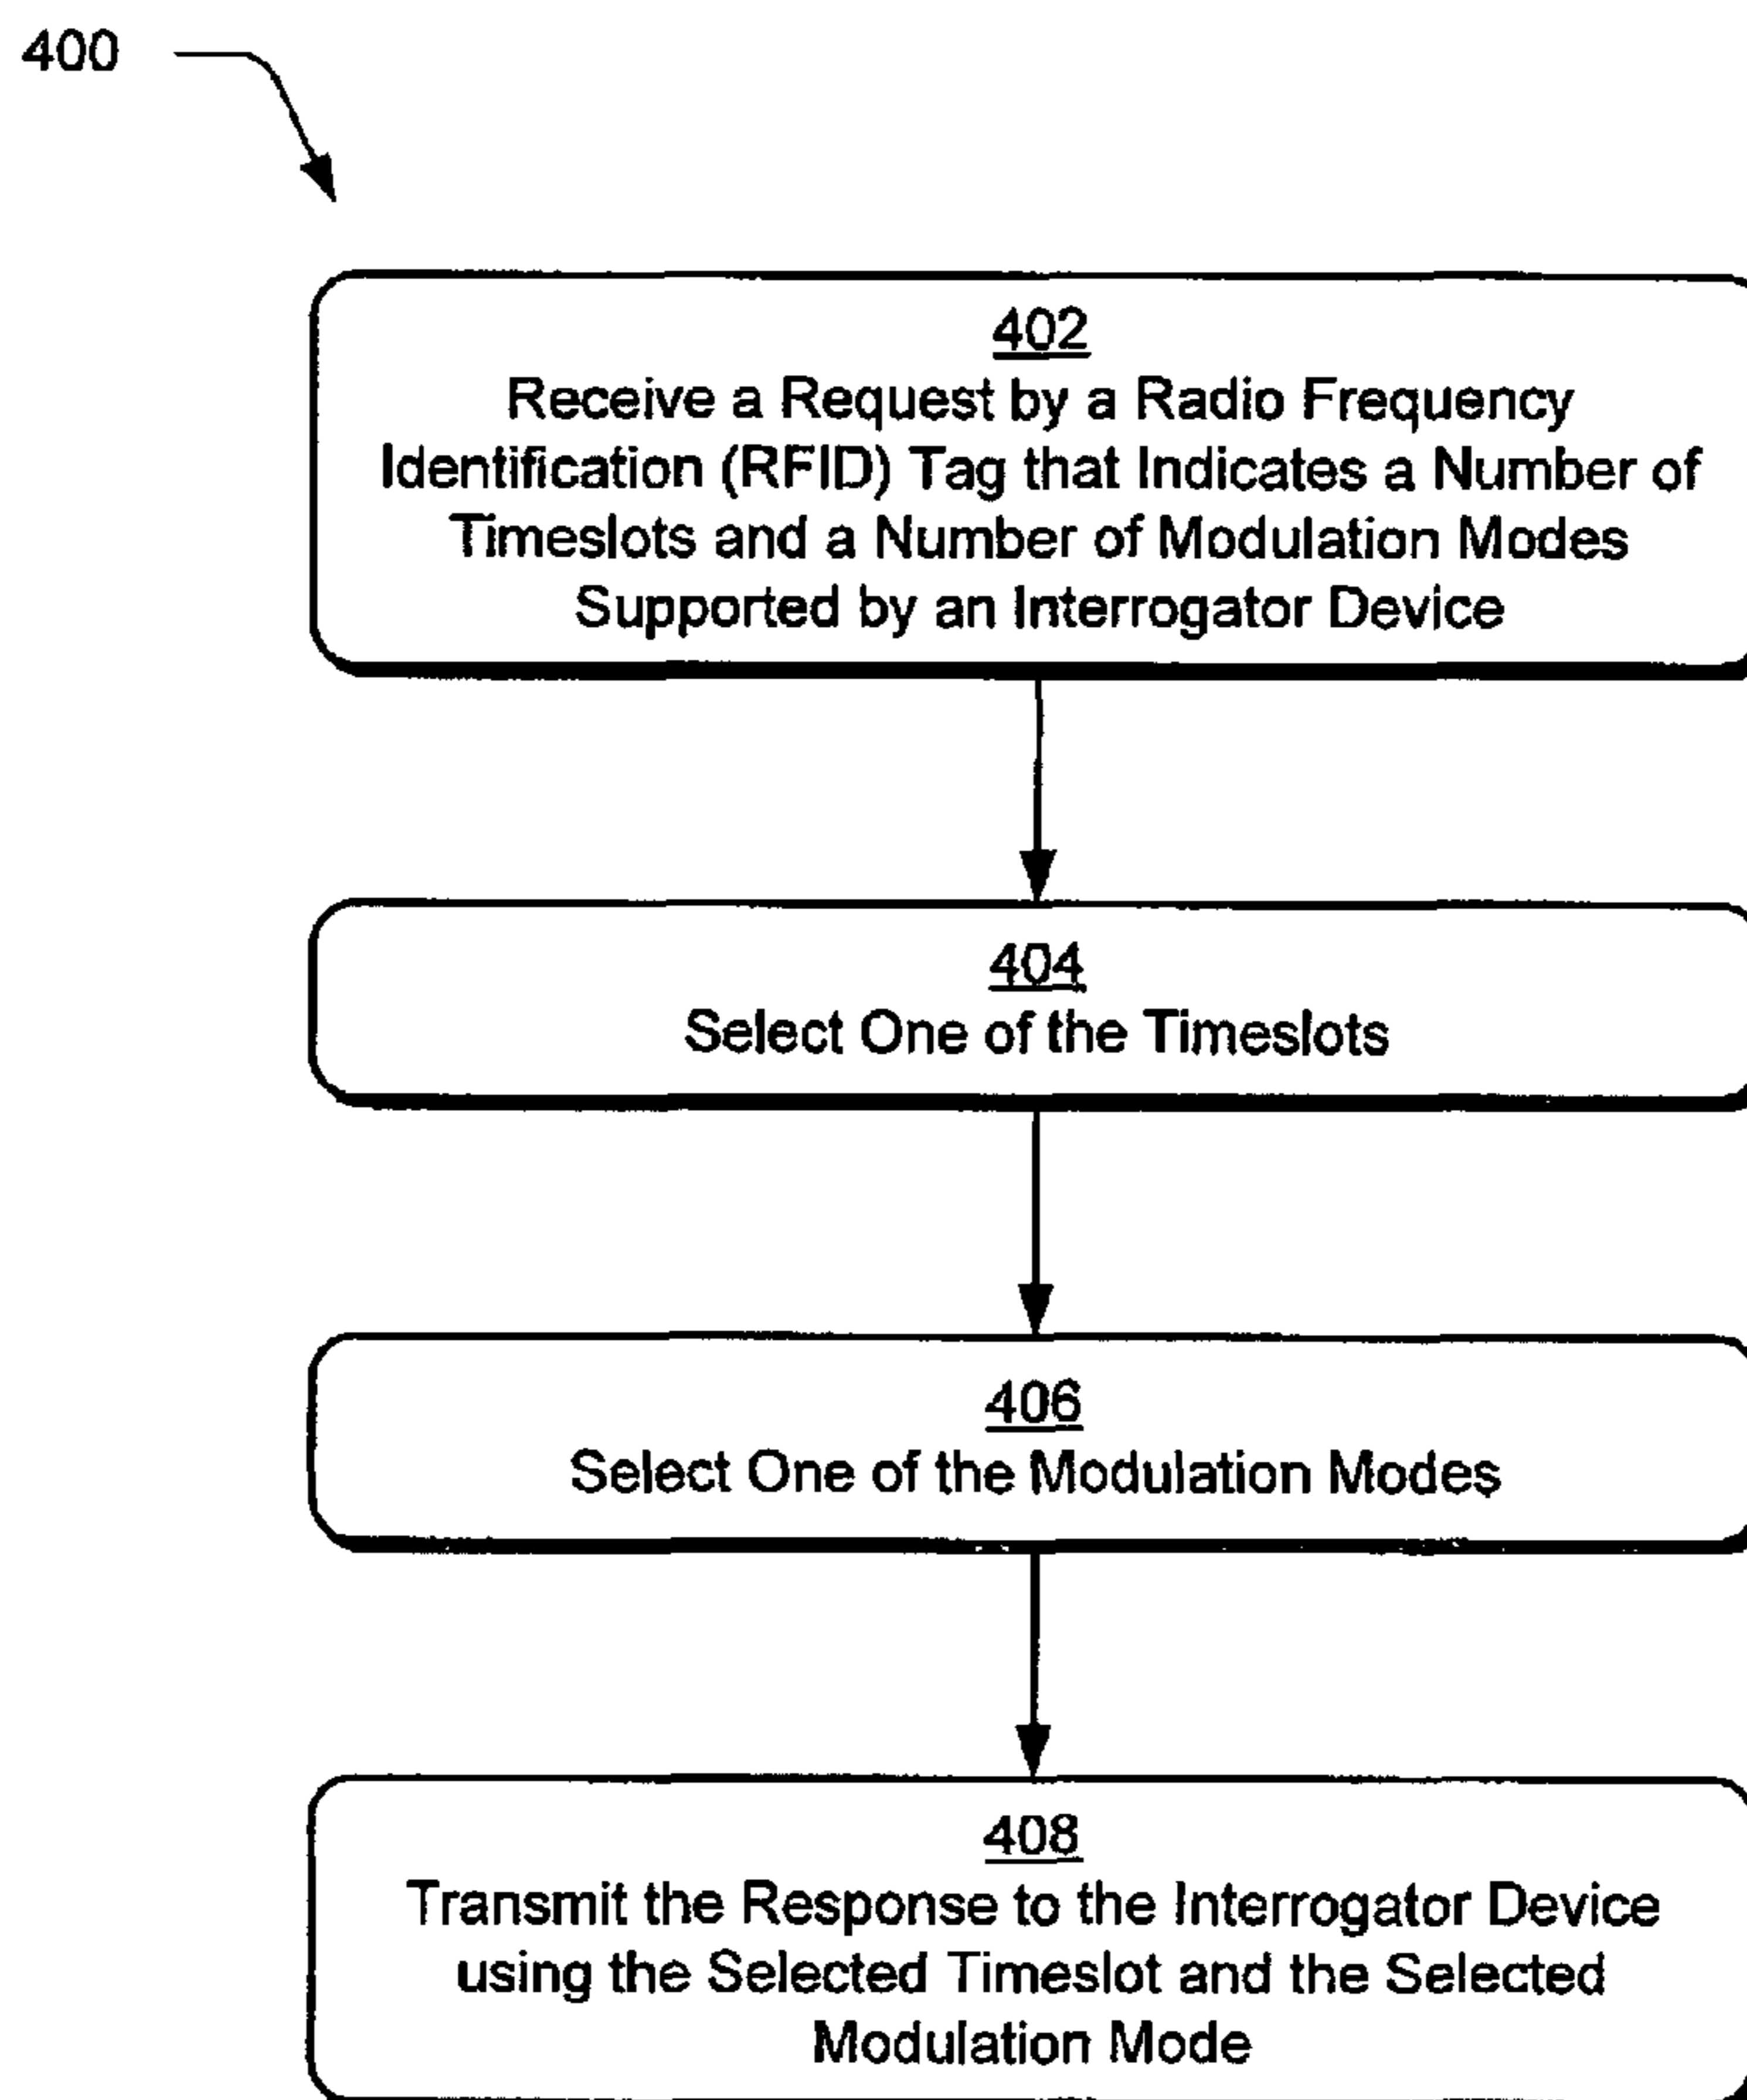 400
402
Receive a Request by a Radio Frequency
Identification (RFID) Tag that Indicates a Number of
Timeslots and a Number of Modulation Modes
Supported by an Interrogator Device
404
Select One of the Timeslots
406
Select One of the Modulation Modes
408
Transmit the Response to the Interrogator Device
using the Selected Timeslot and the Selected
Modulation Mode